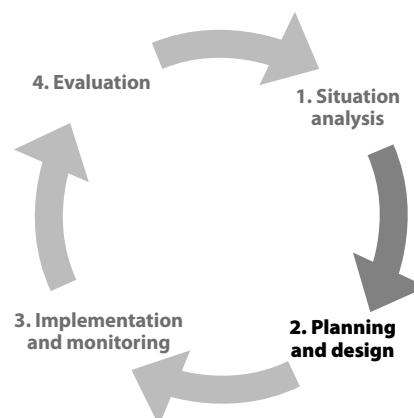 4. Evaluation
1. Situation
analysis
3. Implementation
and monitoring
2. Planning
and design